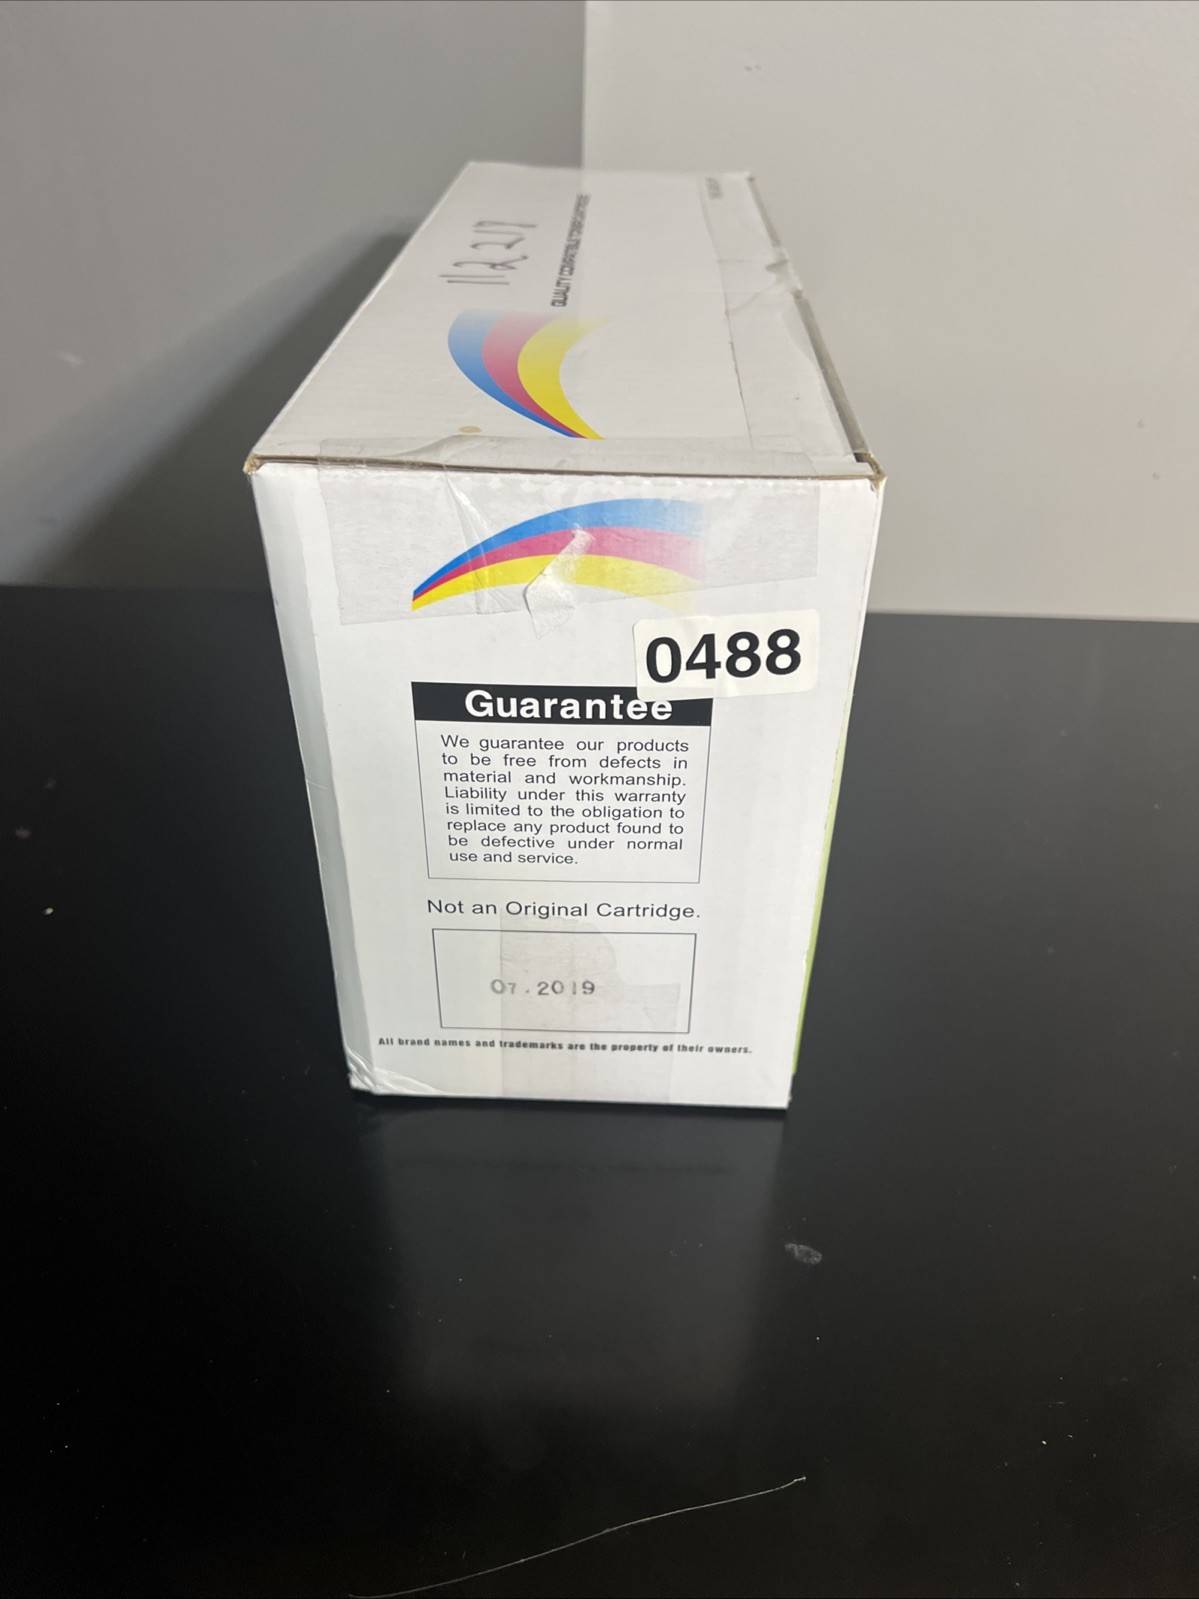 112217
QUALITY COMPATIBLE TONER CARTRIDGE
0488
Guarantee
We guarantee our products
to be free from defects in
material and workmanship.
Liability under this warranty
is limited to the obligation to
replace any product found to
be defective under normal
use and service.
Not an Original Cartridge.
07.2019
All brand names and trademarks are the property of their owners.